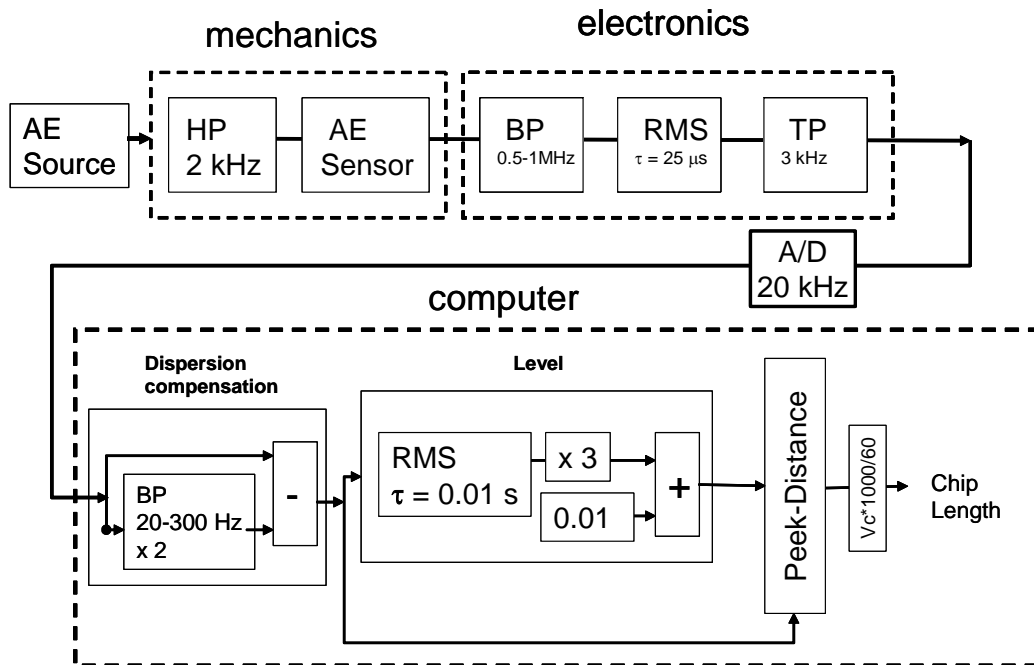 mechanics
electronics
AE
Source
HP
2 kHz
AE
Sensor
BP
0.5-1MHz
RMS
τ = 25 μs
TP
3 kHz
A/D
20 kHz
computer
Dispersion
compensation
Level
BP
20-300 Hz
x 2
-
RMS
τ = 0.01 s
x 3
0.01
+
Peek-Distance
Vc*1000/60
Chip
Length